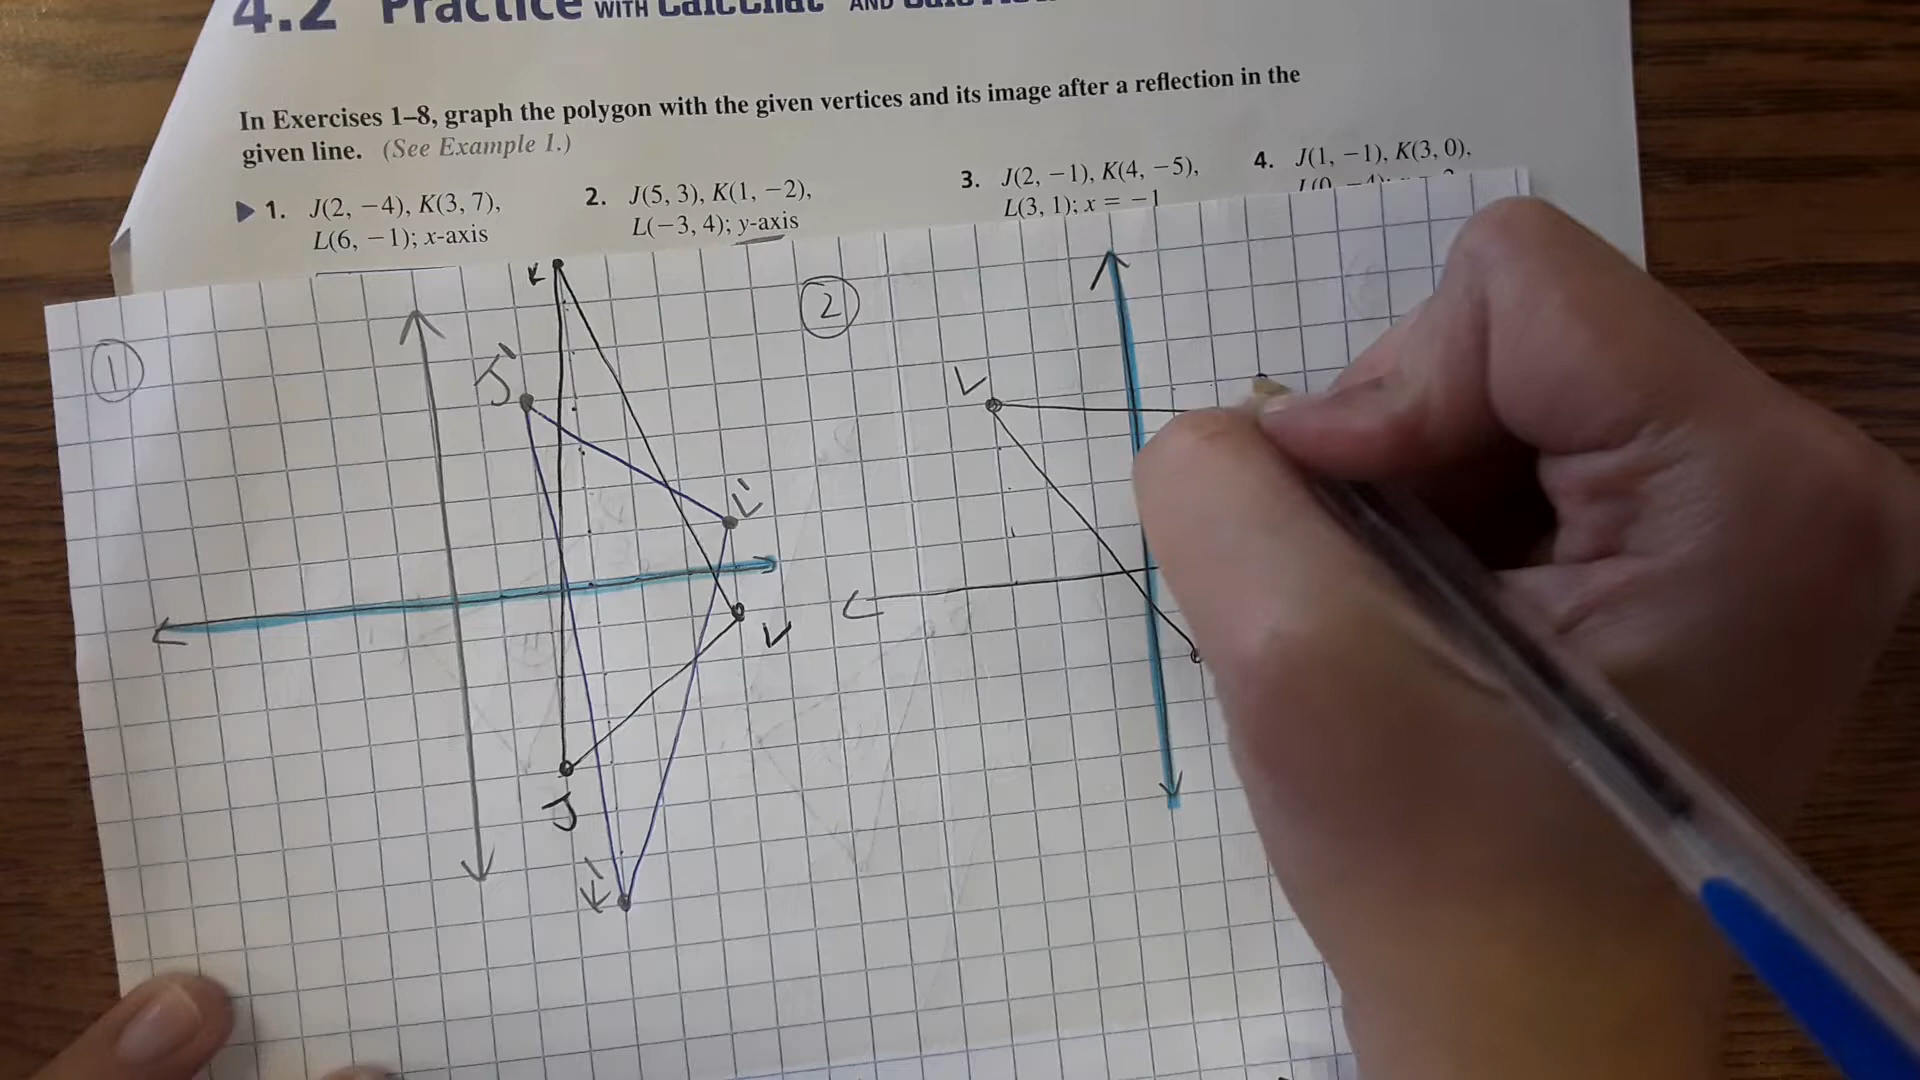 4.2 Practice WITH CalcChat AND
In Exercises 1–8, graph the polygon with the given vertices and its image after a reflection in the
given line. (See Example 1.)
1. J(2, −4), K(3, 7),
L(6, −1); x-axis
2. J(5, 3), K(1, −2),
L(−3, 4); y-axis
3. J(2, −1), K(4, −5),
L(3, 1); x = −1
4. J(1, −1), K(3, 0),
1
K
J'
L'
L
J
K'
2
L